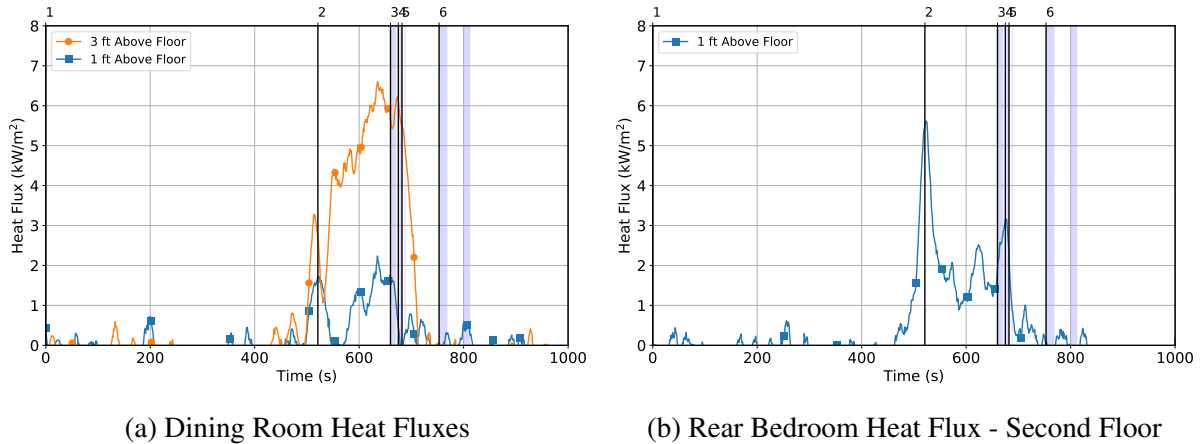 1 2 3 4 5 6
8
7
6
5
4
3
2
1
0
Heat Flux (kW/m²)
3 ft Above Floor
1 ft Above Floor
0 200 400 600 800 1000
Time (s)
(a) Dining Room Heat Fluxes
1 2 3 4 5 6
8
7
6
5
4
3
2
1
0
Heat Flux (kW/m²)
1 ft Above Floor
0 200 400 600 800 1000
Time (s)
(b) Rear Bedroom Heat Flux - Second Floor